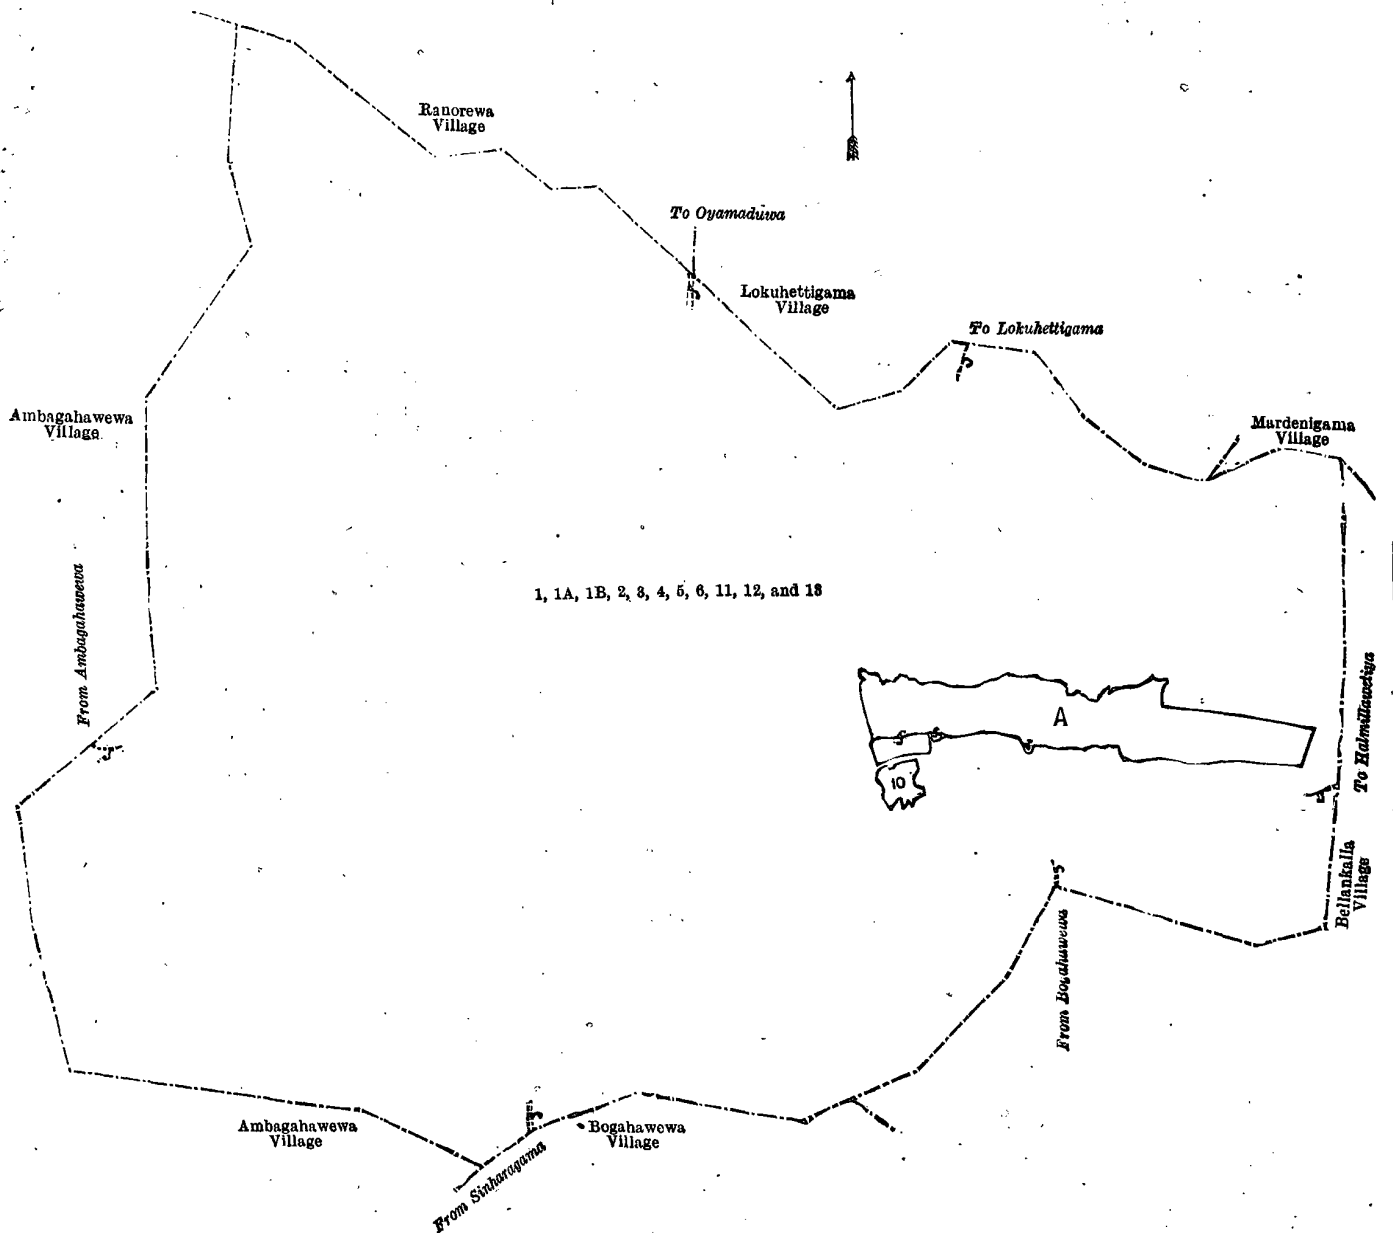 Ranorewa
Village
To Oyamaduwa
Lokuhettigama
Village
To Lokuhettigama
Ambagahawewa
Village
Mardenigama
Village
From Ambagahawewa
1, 1A, 1B, 2, 3, 4, 5, 6, 11, 12, and 13
A
10
To Halmillawetiya
Bellankalla
Village
From Bogahawewa
Ambagahawewa
Village
Bogahawewa
Village
From Sinharagama